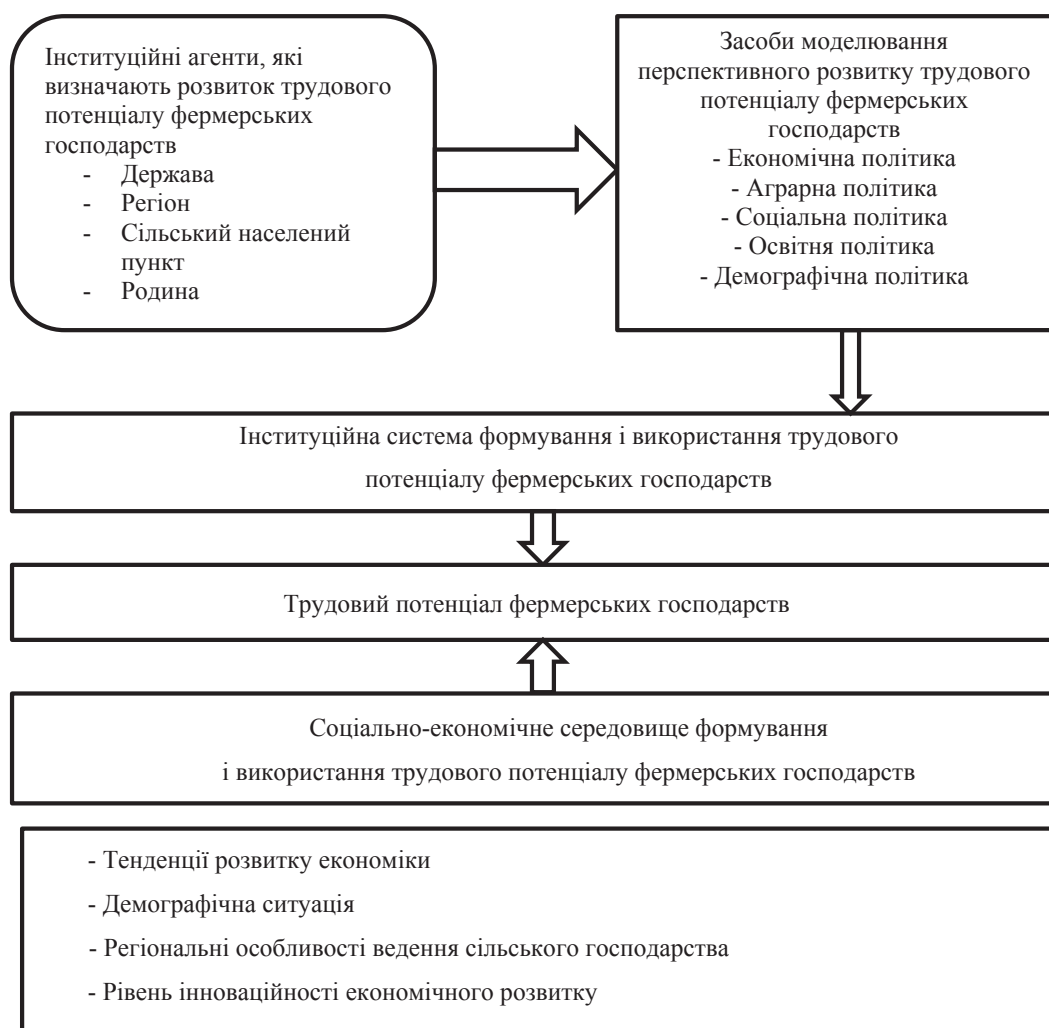 Інституційні агенти, які
визначають розвиток трудового
потенціалу фермерських
господарств
- Держава
- Регіон
- Сільський населений
пункт
- Родина
Засоби моделювання
перспективного розвитку трудового
потенціалу фермерських
господарств
- Економічна політика
- Аграрна політика
- Соціальна політика
- Освітня політика
- Демографічна політика
Інституційна система формування і використання трудового
потенціалу фермерських господарств
Трудовий потенціал фермерських господарств
Соціально-економічне середовище формування
і використання трудового потенціалу фермерських господарств
- Тенденції розвитку економіки
- Демографічна ситуація
- Регіональні особливості ведення сільського господарства
- Рівень інноваційності економічного розвитку